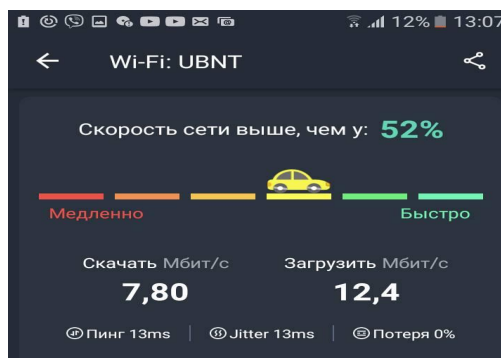 12% 13:07
Wi-Fi: UBNT
Скорость сети выше, чем у: 52%
Медленно Быстро
Скачать Мбит/с Загрузить Мбит/с
7,80 12,4
Пинг 13ms Jitter 13ms Потеря 0%